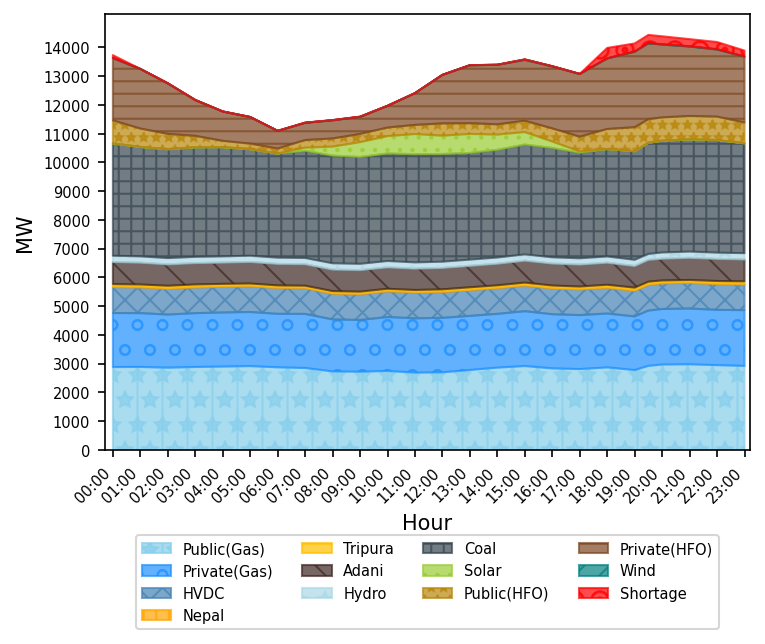 14000
13000
12000
11000
10000
9000
8000
7000
6000
5000
4000
3000
2000
1000
0
MW
00:00 01:00 02:00 03:00 04:00 05:00 06:00 07:00 08:00 09:00 10:00 11:00 12:00 13:00 14:00 15:00 16:00 17:00 18:00 19:00 20:00 21:00 22:00 23:00
Hour
Public(Gas) Tripura Coal Private(HFO)
Private(Gas) Adani Solar Wind
HVDC Hydro Public(HFO) Shortage
Nepal